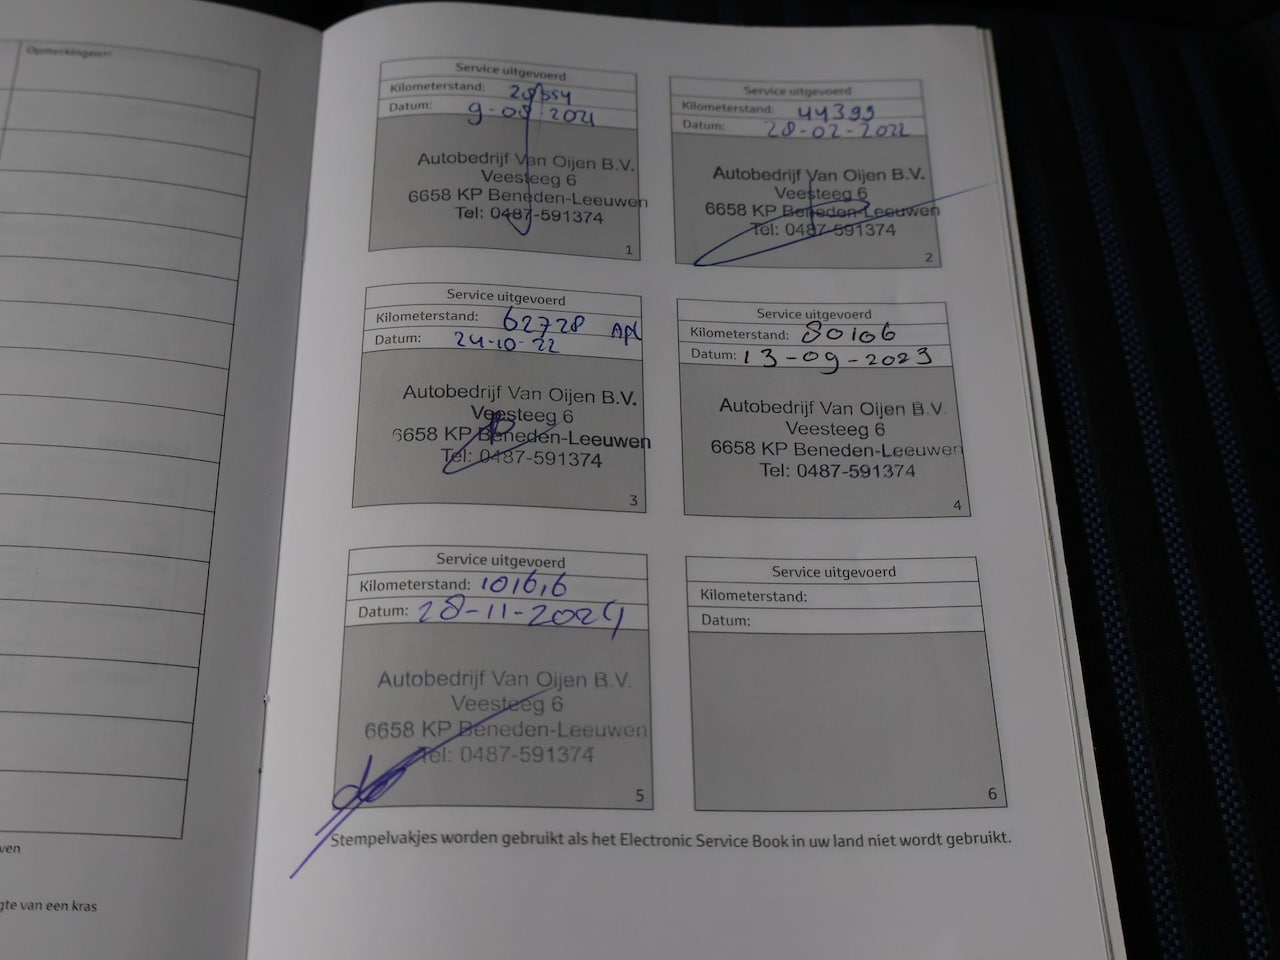 Opmerkingen
Service uitgevoerd
Kilometerstand:
Datum: 9-09 2021
Autobedrijf Van Oijen B.V.
Veesteeg 6
6658 KP Beneden-Leeuwen
Tel: 0487-591374
1
Service uitgevoerd
Kilometerstand: 44393
Datum: 28-02-2022
Autobedrijf Van Oijen B.V.
Veesteeg 6
6658 KP Beneden-Leeuwen
Tel: 0487-591374
2
Service uitgevoerd
Kilometerstand: 62728 Apk
Datum: 24-10-22
Autobedrijf Van Oijen B.V.
Veesteeg 6
6658 KP Beneden-Leeuwen
Tel: 0487-591374
3
Service uitgevoerd
Kilometerstand: 80106
Datum: 13-09-2023
Autobedrijf Van Oijen B.V.
Veesteeg 6
6658 KP Beneden-Leeuwen
Tel: 0487-591374
4
Service uitgevoerd
Kilometerstand: 1016,6
Datum: 28-11-2024
Autobedrijf Van Oijen B.V.
Veesteeg 6
6658 KP Beneden-Leeuwen
Tel: 0487-591374
5
Service uitgevoerd
Kilometerstand:
Datum:
6
Stempelvakjes worden gebruikt als het Electronic Service Book in uw land niet wordt gebruikt.
ven
gte van een kras